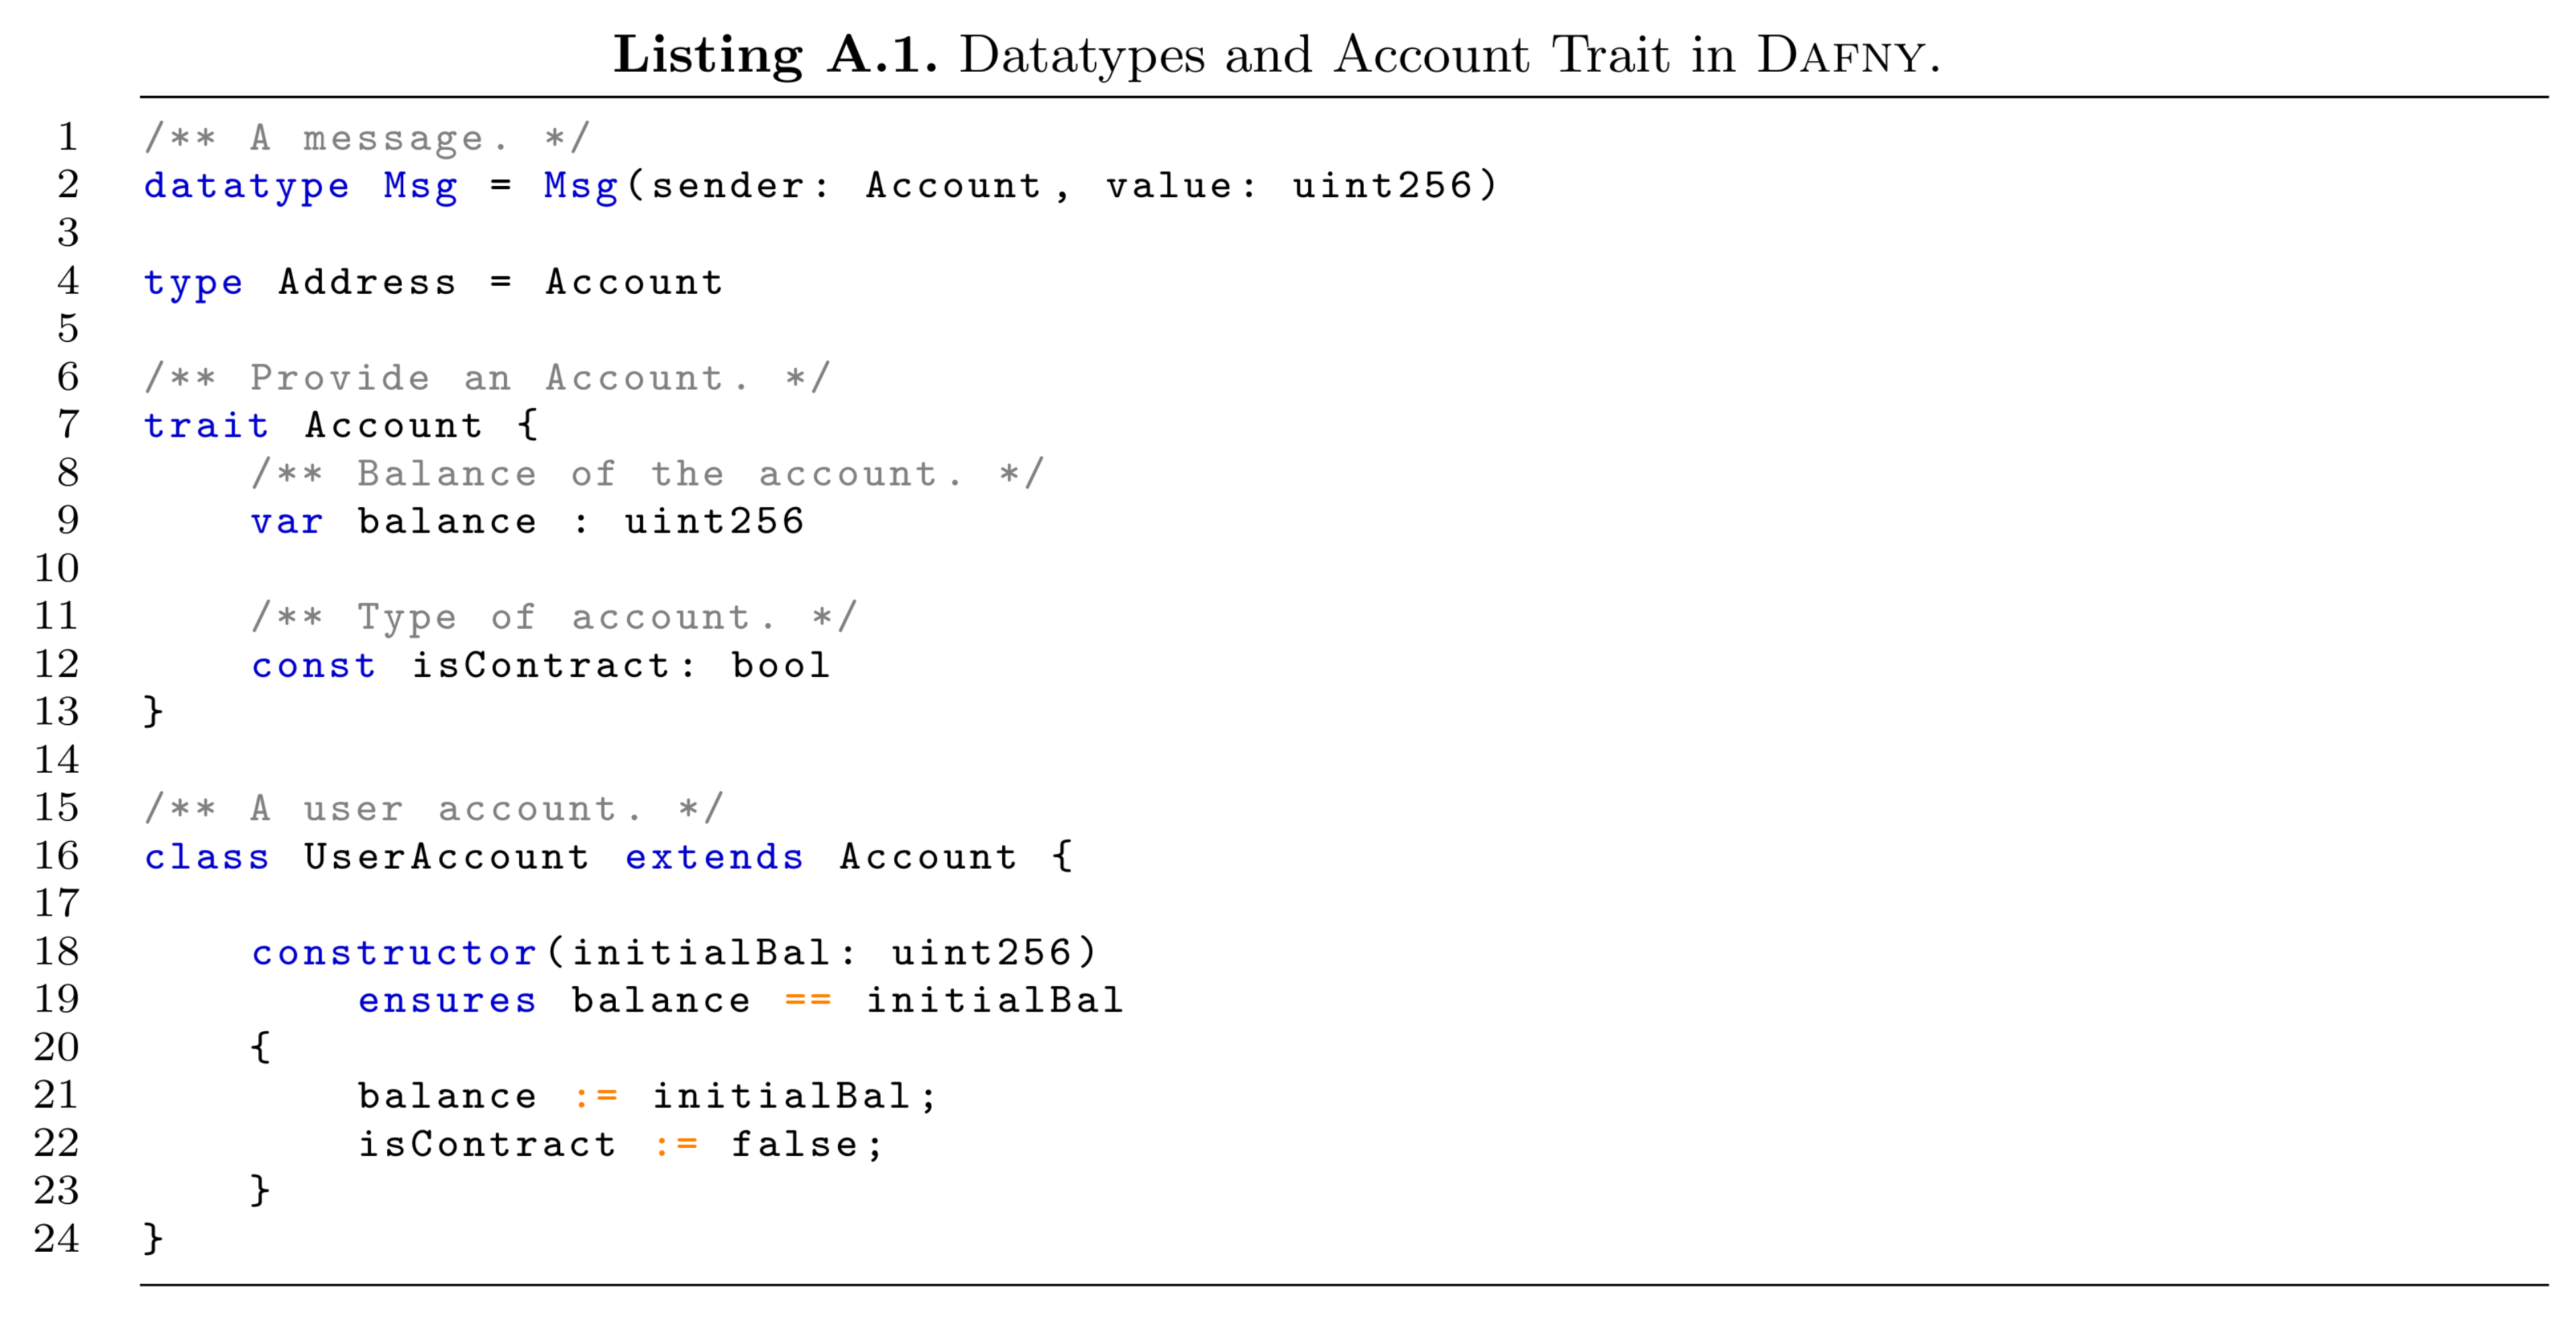 Listing A.1. Datatypes and Account Trait in DAFNY.
1 /** A message. */
2 datatype Msg = Msg(sender: Account, value: uint256)
3
4 type Address = Account
5
6 /** Provide an Account. */
7 trait Account {
8     /** Balance of the account. */
9     var balance : uint256
10
11     /** Type of account. */
12     const isContract: bool
13 }
14
15 /** A user account. */
16 class UserAccount extends Account {
17
18     constructor(initialBal: uint256)
19         ensures balance == initialBal
20     {
21         balance := initialBal;
22         isContract := false;
23     }
24 }